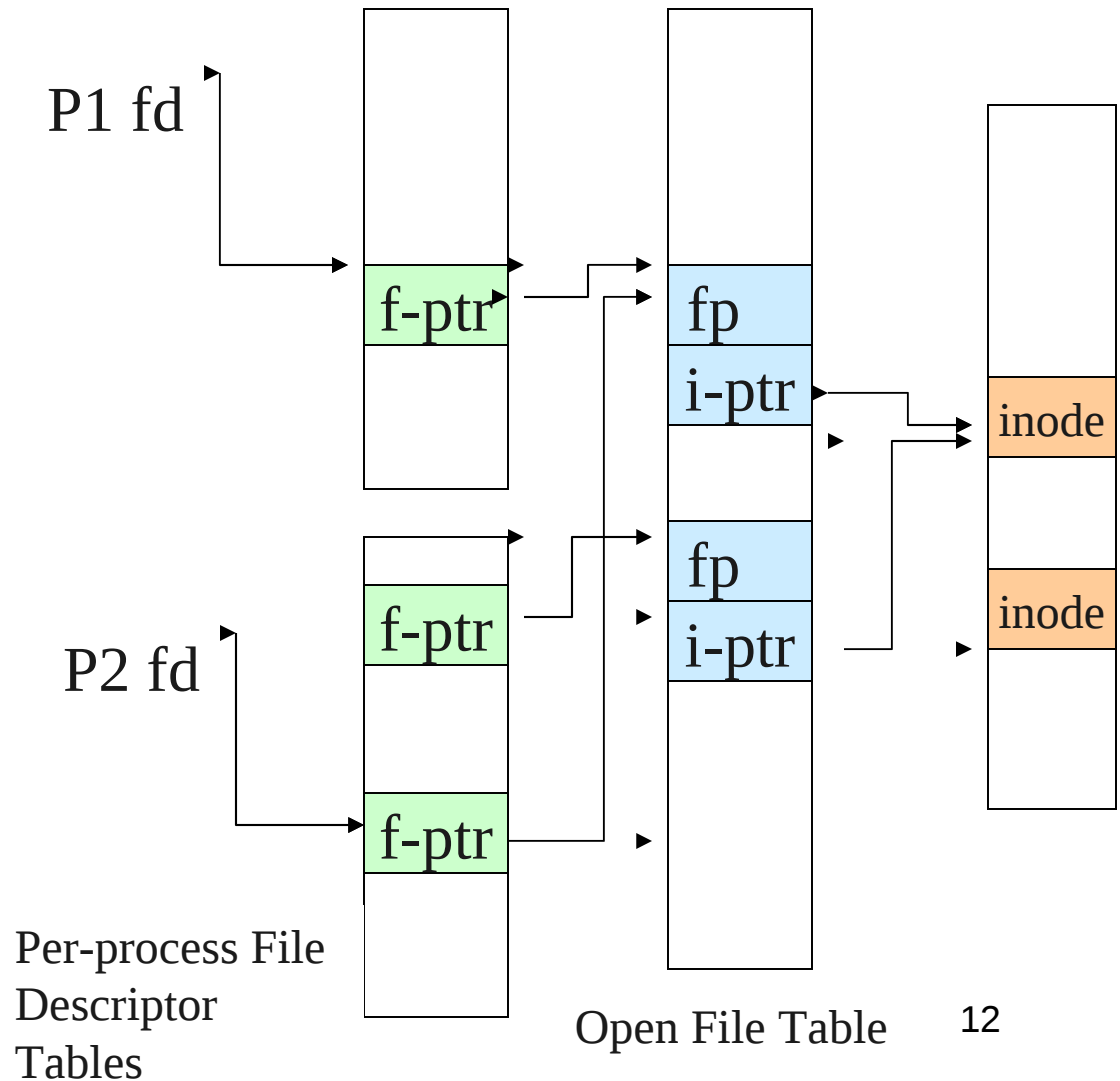 P1 fd
f-ptr
fp
i-ptr
inode
fp
inode
f-ptr
i-ptr
P2 fd
f-ptr
Per-process File
Descriptor
Tables
Open File Table
12